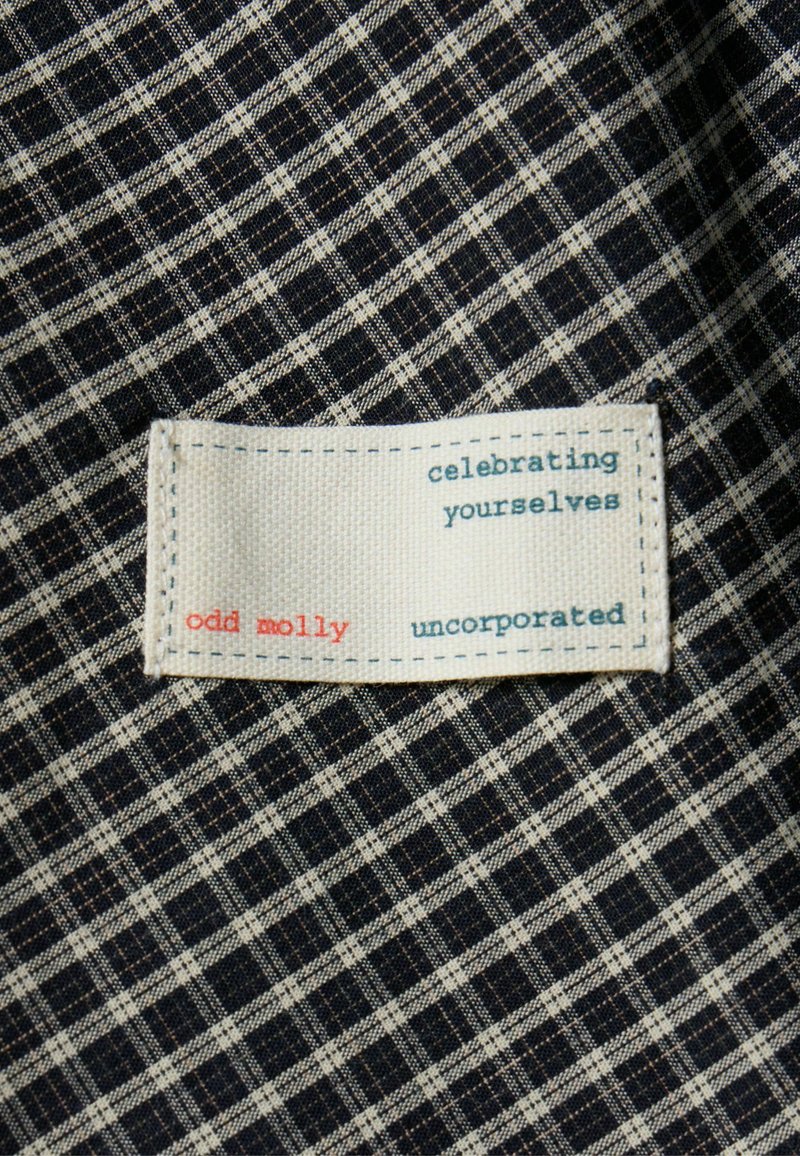 celebrating
yourselves
odd molly uncorporated